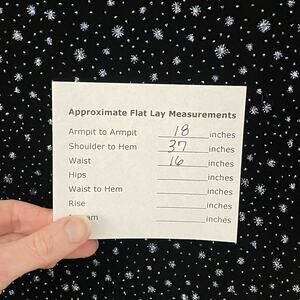 Approximate Flat Lay Measurements
Armpit to Armpit 18 inches
Shoulder to Hem 37 inches
Waist 16 inches
Hips inches
Waist to Hem inches
Rise inches
inches